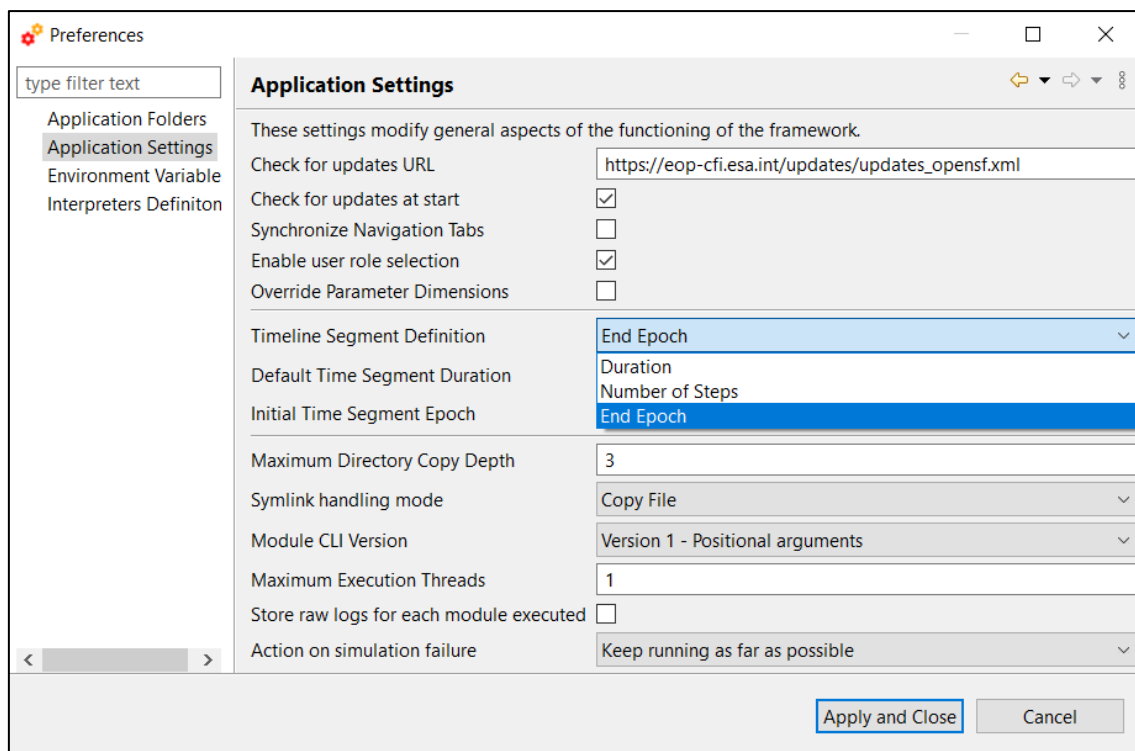 Preferences
type filter text
Application Folders
Application Settings
Environment Variable
Interpreters Definiton
Application Settings
These settings modify general aspects of the functioning of the framework.
Check for updates URL
https://eop-cfi.esa.int/updates/updates_opensf.xml
Check for updates at start
Synchronize Navigation Tabs
Enable user role selection
Override Parameter Dimensions
Timeline Segment Definition
End Epoch
Duration
Number of Steps
End Epoch
Default Time Segment Duration
Initial Time Segment Epoch
Maximum Directory Copy Depth
3
Symlink handling mode
Copy File
Module CLI Version
Version 1 - Positional arguments
Maximum Execution Threads
1
Store raw logs for each module executed
Action on simulation failure
Keep running as far as possible
Apply and Close
Cancel